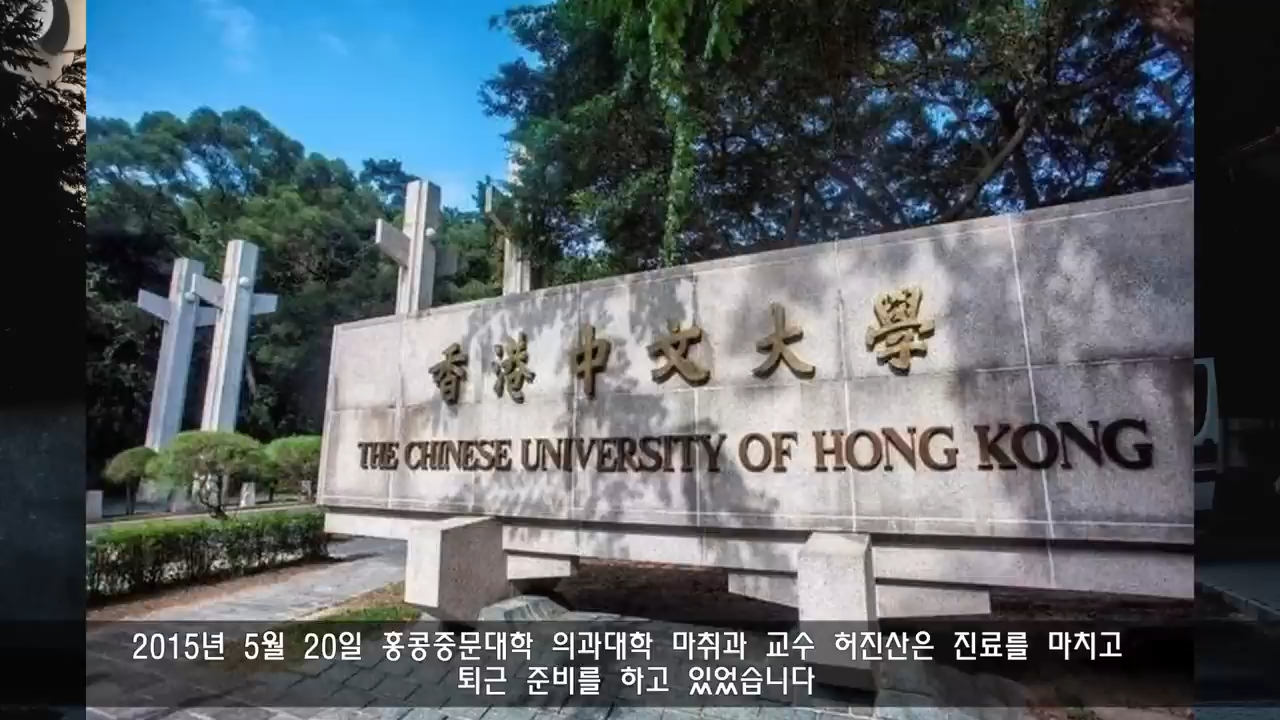 香港中文大學
THE CHINESE UNIVERSITY OF HONG KONG
2015년 5월 20일 홍콩중문대학 의과대학 마취과 교수 허진산은 진료를 마치고
퇴근 준비를 하고 있었습니다